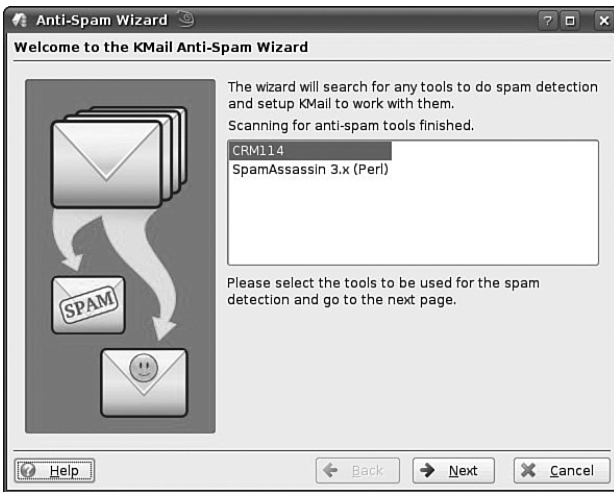 Anti-Spam Wizard
Welcome to the KMail Anti-Spam Wizard
The wizard will search for any tools to do spam detection
and setup KMail to work with them.
Scanning for anti-spam tools finished.
CRM114
SpamAssassin 3.x (Perl)
Please select the tools to be used for the spam
detection and go to the next page.
SPAM
Help
Back
Next
Cancel